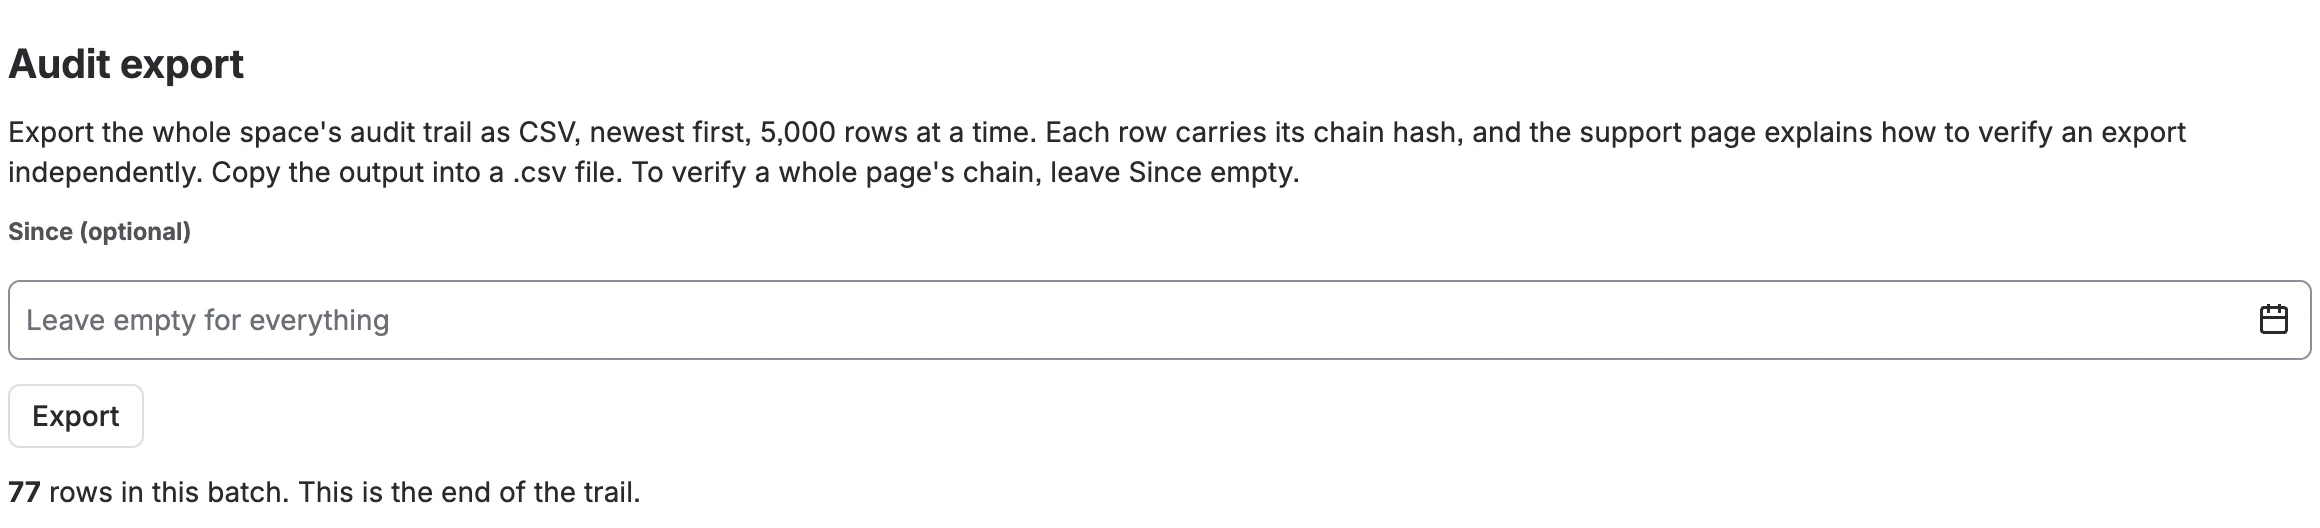 Audit export
Export the whole space's audit trail as CSV, newest first, 5,000 rows at a time. Each row carries its chain hash, and the support page explains how to verify an export
independently. Copy the output into a .csv file. To verify a whole page's chain, leave Since empty.
Since (optional)
Leave empty for everything
Export
77 rows in this batch. This is the end of the trail.